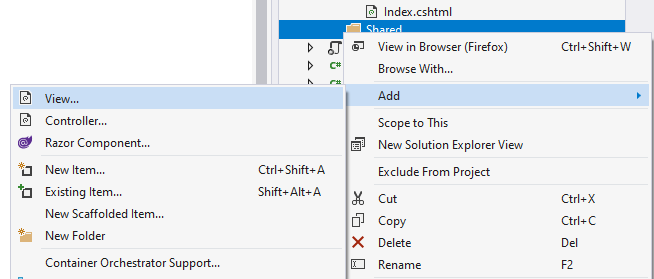 Index.cshtml
Shared
C#
C#
View in Browser (Firefox) Ctrl+Shift+W
Browse With...
Add
Scope to This
New Solution Explorer View
Exclude From Project
Cut Ctrl+X
Copy Ctrl+C
Delete Del
Rename F2
View...
Controller...
Razor Component...
New Item... Ctrl+Shift+A
Existing Item... Shift+Alt+A
New Scaffolded Item...
New Folder
Container Orchestrator Support...